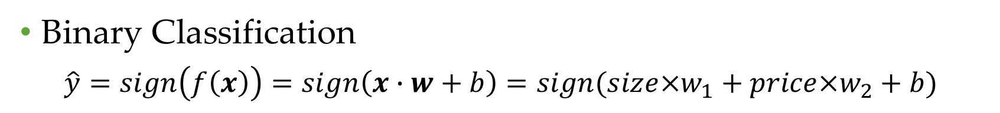 • Binary Classification
ŷ = sign(f(x)) = sign(x · w + b) = sign(size×w₁ + price×w₂ + b)